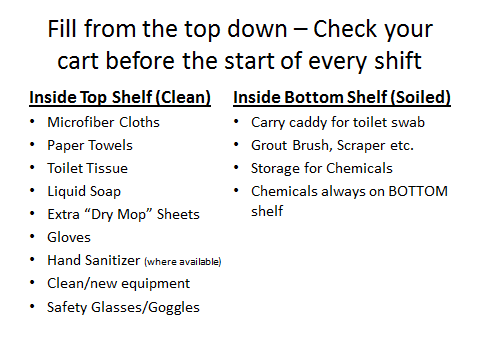 Fill from the top down – Check your
cart before the start of every shift
Inside Top Shelf (Clean)
• Microfiber Cloths
• Paper Towels
• Toilet Tissue
• Liquid Soap
• Extra “Dry Mop” Sheets
• Gloves
• Hand Sanitizer (where available)
• Clean/new equipment
• Safety Glasses/Goggles
Inside Bottom Shelf (Soiled)
• Carry caddy for toilet swab
• Grout Brush, Scraper etc.
• Storage for Chemicals
• Chemicals always on BOTTOM
shelf